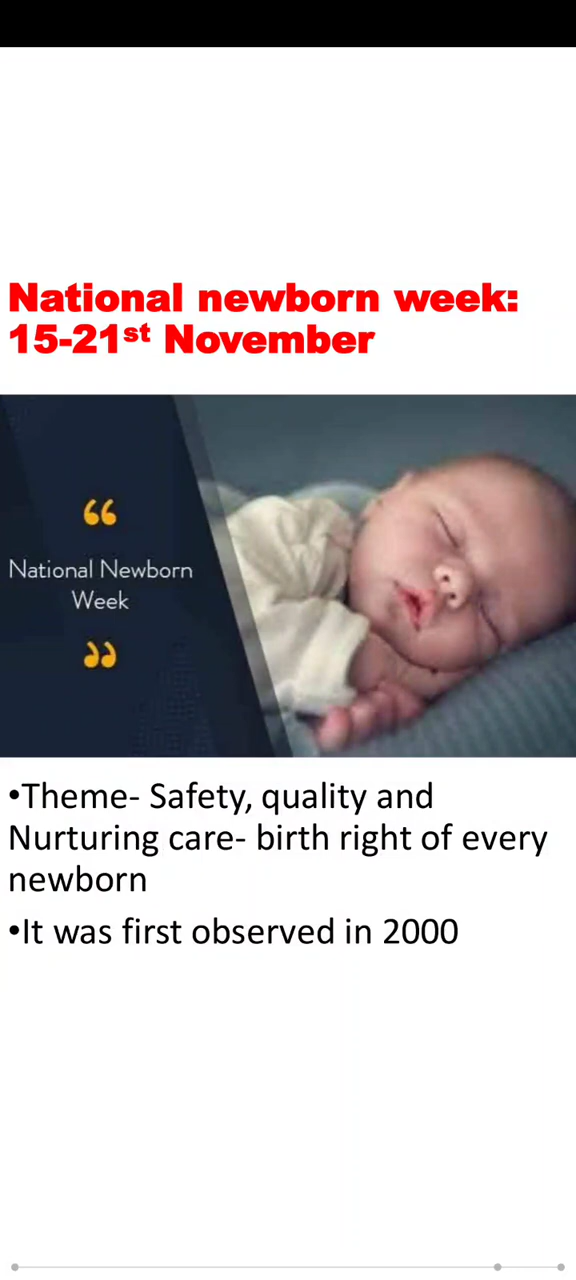 National newborn week:
15-21st November
“
National Newborn
Week
”
•Theme- Safety, quality and
Nurturing care- birth right of every
newborn
•It was first observed in 2000